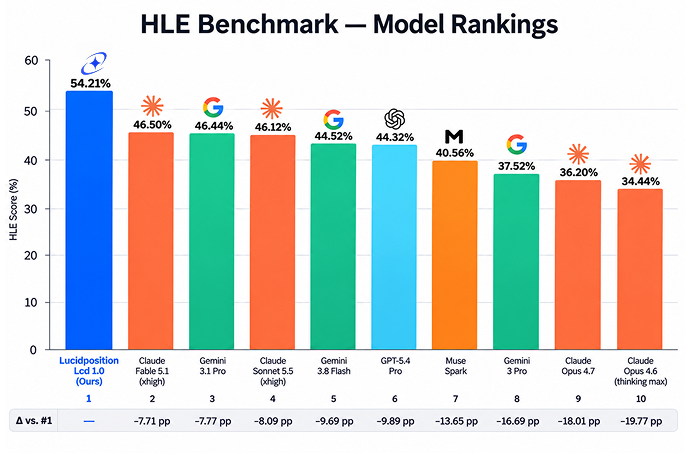 HLE Benchmark — Model Rankings
HLE Score (%)
60
50
40
30
20
10
0
54.21%
46.50%
46.44%
46.12%
44.52%
44.32%
40.56%
37.52%
36.20%
34.44%
Lucidposition
Lcd 1.0
(Ours)
Claude
Fable 5.1
(xhigh)
Gemini
3.1 Pro
Claude
Sonnet 5.5
(xhigh)
Gemini
3.8 Flash
GPT-5.4
Pro
Muse
Spark
Gemini
3 Pro
Claude
Opus 4.7
Claude
Opus 4.6
(thinking max)
1 2 3 4 5 6 7 8 9 10
Δ vs. #1 — −7.71 pp −7.77 pp −8.09 pp −9.69 pp −9.89 pp −13.65 pp −16.69 pp −18.01 pp −19.77 pp